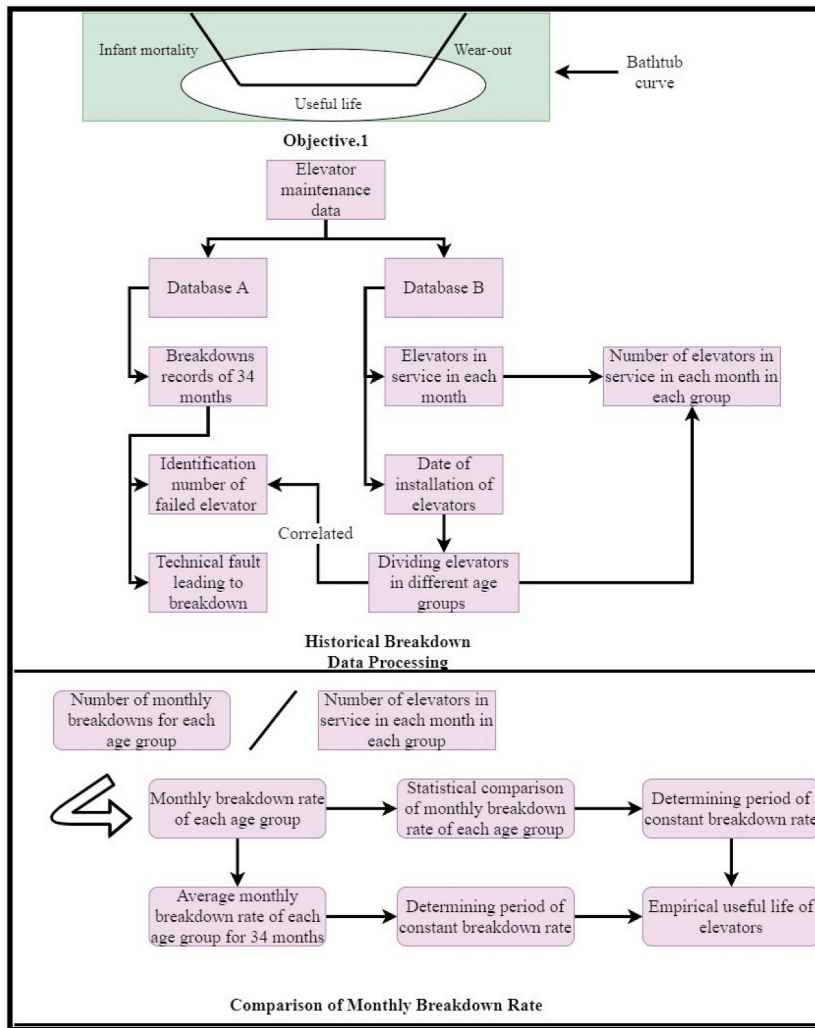 Infant mortality
Wear-out
Useful life
Bathtub
curve
Objective.1
Elevator
maintenance
data
Database A
Database B
Breakdowns
records of 34
months
Elevators in
service in each
month
Number of elevators in
service in each month in
each group
Identification
number of
failed elevator
Date of
installation of
elevators
Correlated
Technical fault
leading to
breakdown
Dividing elevators
in different age
groups
Historical Breakdown
Data Processing
Number of monthly
breakdowns for each
age group
Number of elevators in
service in each month in
each group
Monthly breakdown rate
of each age group
Statistical comparison
of monthly breakdown
rate of each age group
Determining period of
constant breakdown rate
Average monthly
breakdown rate of each
age group for 34 months
Determining period of
constant breakdown rate
Empirical useful life of
elevators
Comparison of Monthly Breakdown Rate